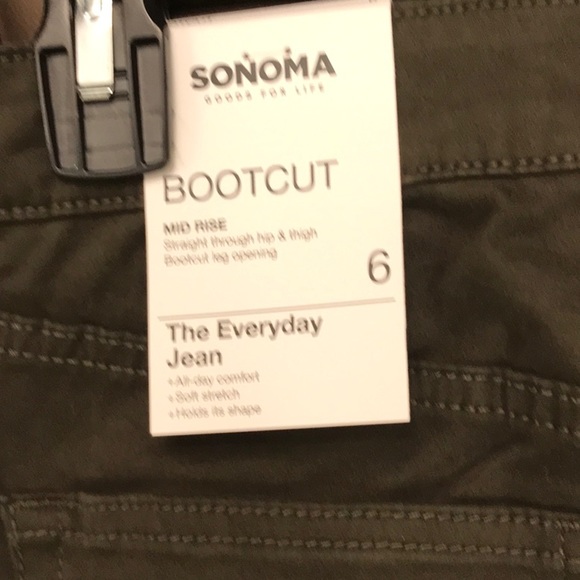 SONOMA
GOODS FOR LIFE
BOOTCUT
MID RISE
Straight through hip & thigh
Bootcut leg opening
6
The Everyday
Jean
+All-day comfort
+Soft stretch
+Holds its shape